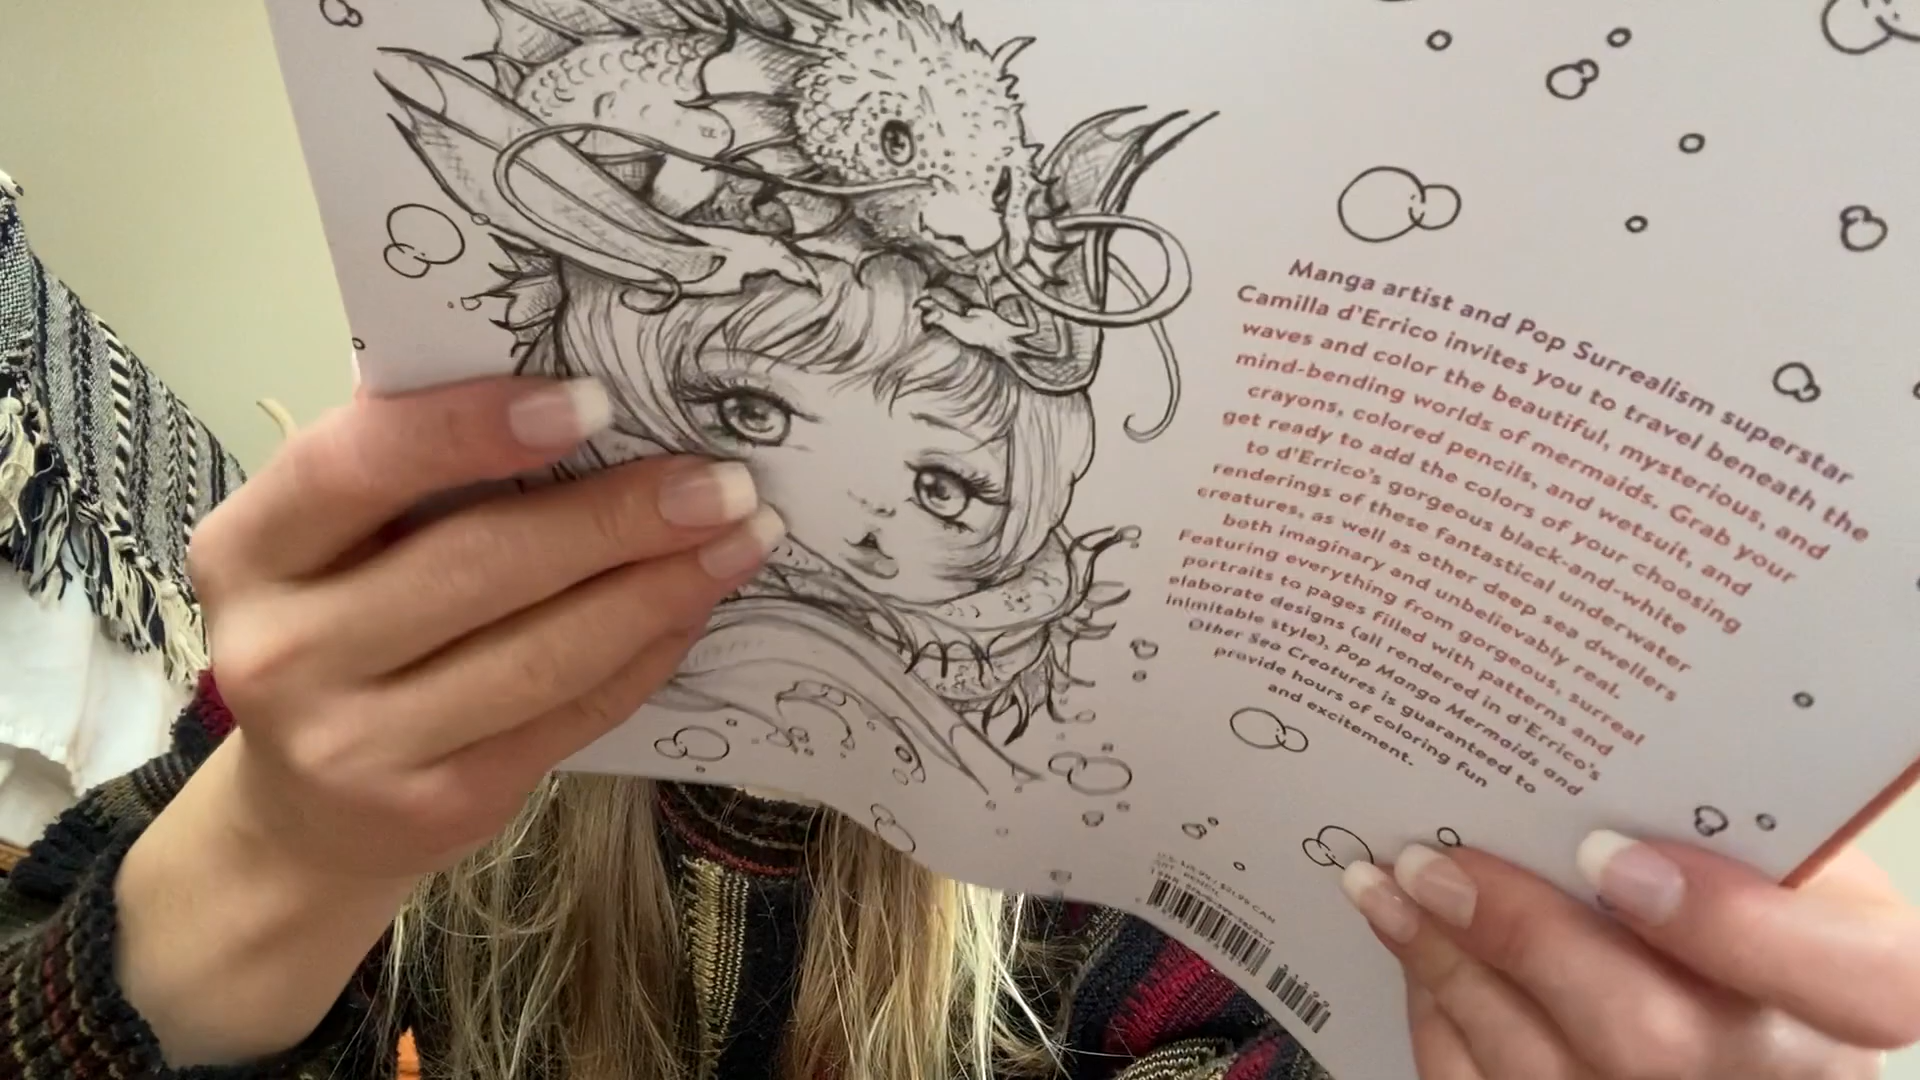 Manga artist and Pop Surrealism superstar
Camilla d'Errico invites you to travel beneath the
waves and color the beautiful, mysterious, and
mind-bending worlds of mermaids. Grab your
crayons, colored pencils, and wetsuit, and
get ready to add the colors of your choosing
to d'Errico's gorgeous black-and-white
renderings of these fantastical underwater
creatures, as well as other deep sea dwellers
both imaginary and unbelievably real.
Featuring everything from gorgeous, surreal
portraits to pages filled with patterns and
elaborate designs (all rendered in d'Errico's
inimitable style), Pop Manga Mermaids and
Other Sea Creatures is guaranteed to
provide hours of coloring fun
and excitement.